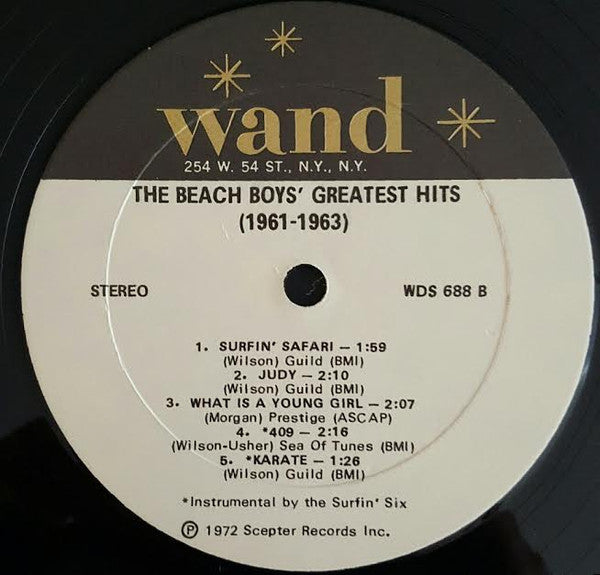 wand
254 W. 54 ST., N.Y., N.Y.
THE BEACH BOYS' GREATEST HITS
(1961-1963)
STEREO WDS 688 B
1. SURFIN' SAFARI — 1:59
(Wilson) Guild (BMI)
2. JUDY — 2:10
(Wilson) Guild (BMI)
3. WHAT IS A YOUNG GIRL — 2:07
(Morgan) Prestige (ASCAP)
4. *409 — 2:16
(Wilson-Usher) Sea Of Tunes (BMI)
5. *KARATE — 1:26
(Wilson) Guild (BMI)
*Instrumental by the Surfin' Six
Ⓟ 1972 Scepter Records Inc.